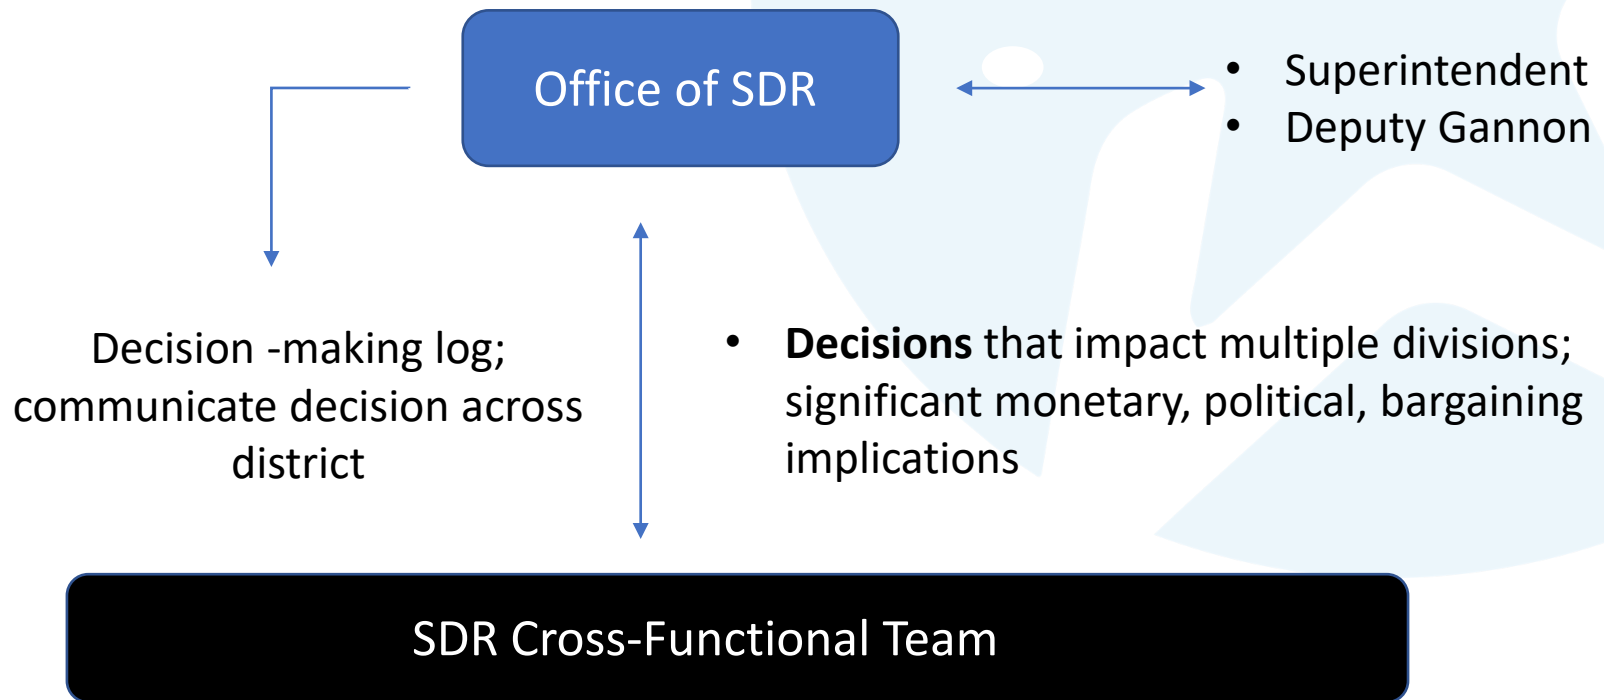 Office of SDR
• Superintendent
• Deputy Gannon
Decision -making log;
communicate decision across
district
• Decisions that impact multiple divisions;
significant monetary, political, bargaining
implications
SDR Cross-Functional Team